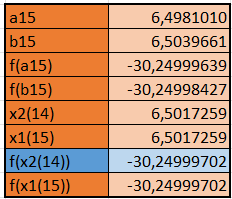 a15 6,4981010
b15 6,5039661
f(a15) -30,24999639
f(b15) -30,24998427
x2(14) 6,5017259
x1(15) 6,5017259
f(x2(14)) -30,24999702
f(x1(15)) -30,24999702